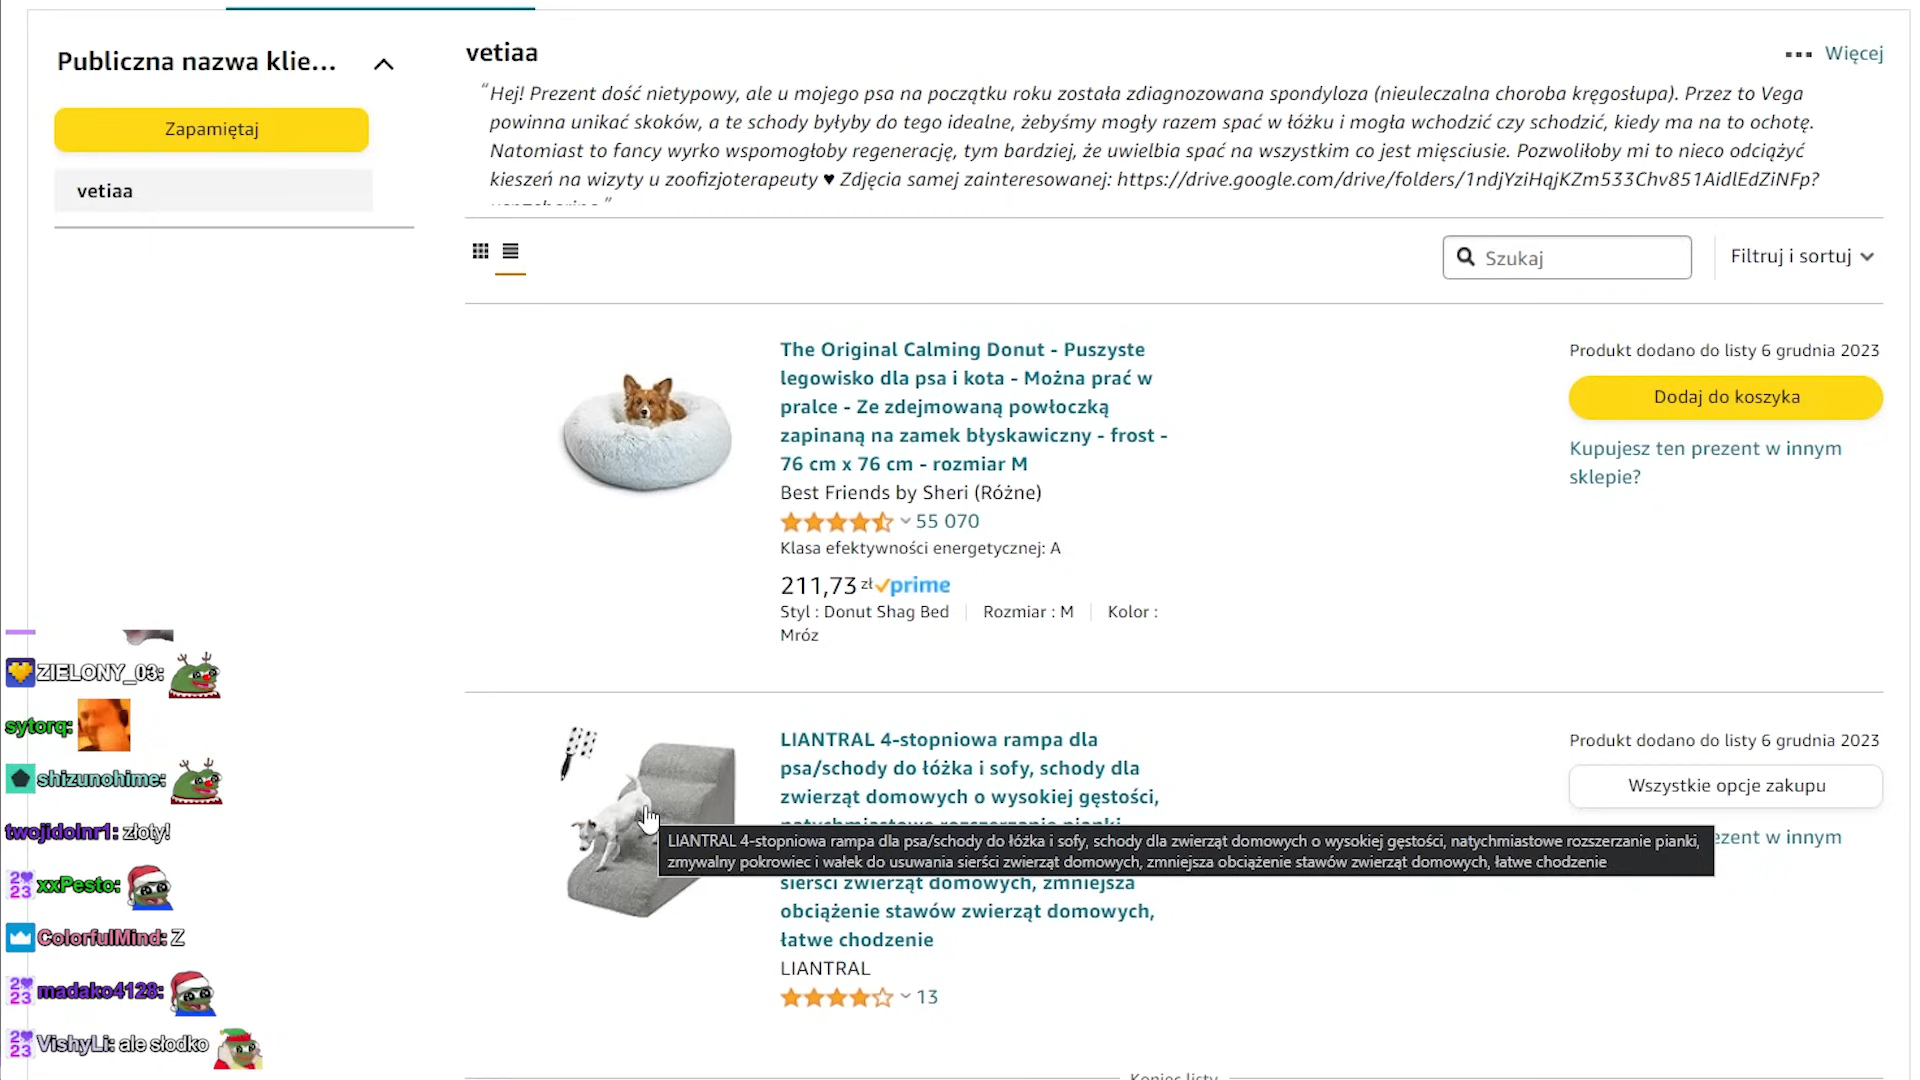 Publiczna nazwa klie...
Zapamiętaj
vetiaa
vetiaa
Więcej
“Hej! Prezent dość nietypowy, ale u mojego psa na początku roku została zdiagnozowana spondyloza (nieuleczalna choroba kręgosłupa). Przez to Vega
powinna unikać skoków, a te schody byłyby do tego idealne, żebyśmy mogły razem spać w łóżku i mogła wchodzić czy schodzić, kiedy ma na to ochotę.
Natomiast to fancy wyrko wspomogłoby regenerację, tym bardziej, że uwielbia spać na wszystkim co jest mięsciusie. Pozwoliłoby mi to nieco odciążyć
kieszeń na wizyty u zoofizjoterapeuty ♥ Zdjęcia samej zainteresowanej: https://drive.google.com/drive/folders/1ndjYziHqjKZm533Chv851AidlEdZiNFp?
Szukaj
Filtruj i sortuj
The Original Calming Donut - Puszyste
legowisko dla psa i kota - Można prać w
pralce - Ze zdejmowaną powłoczką
zapinaną na zamek błyskawiczny - frost -
76 cm x 76 cm - rozmiar M
Best Friends by Sheri (Różne)
55 070
Klasa efektywności energetycznej: A
211,73 zł prime
Styl : Donut Shag Bed | Rozmiar : M | Kolor :
Mróz
Produkt dodano do listy 6 grudnia 2023
Dodaj do koszyka
Kupujesz ten prezent w innym
sklepie?
LIANTRAL 4-stopniowa rampa dla
psa/schody do łóżka i sofy, schody dla
zwierząt domowych o wysokiej gęstości,
natychmiastowe rozszerzanie pianki,
LIANTRAL 4-stopniowa rampa dla psa/schody do łóżka i sofy, schody dla zwierząt domowych o wysokiej gęstości, natychmiastowe rozszerzanie pianki,
zmywalny pokrowiec i wałek do usuwania sierści zwierząt domowych, zmniejsza obciążenie stawów zwierząt domowych, łatwe chodzenie
sierści zwierząt domowych, zmniejsza
obciążenie stawów zwierząt domowych,
łatwe chodzenie
LIANTRAL
13
Produkt dodano do listy 6 grudnia 2023
Wszystkie opcje zakupu
innym
Koniec listy
ZIELONY_03:
sytorq:
shizunohime:
twojidolnr1: złoty!
2023 xxPesto:
ColorfulMind: Z
2023 madako4128:
2023 VishyLi: ale słodko